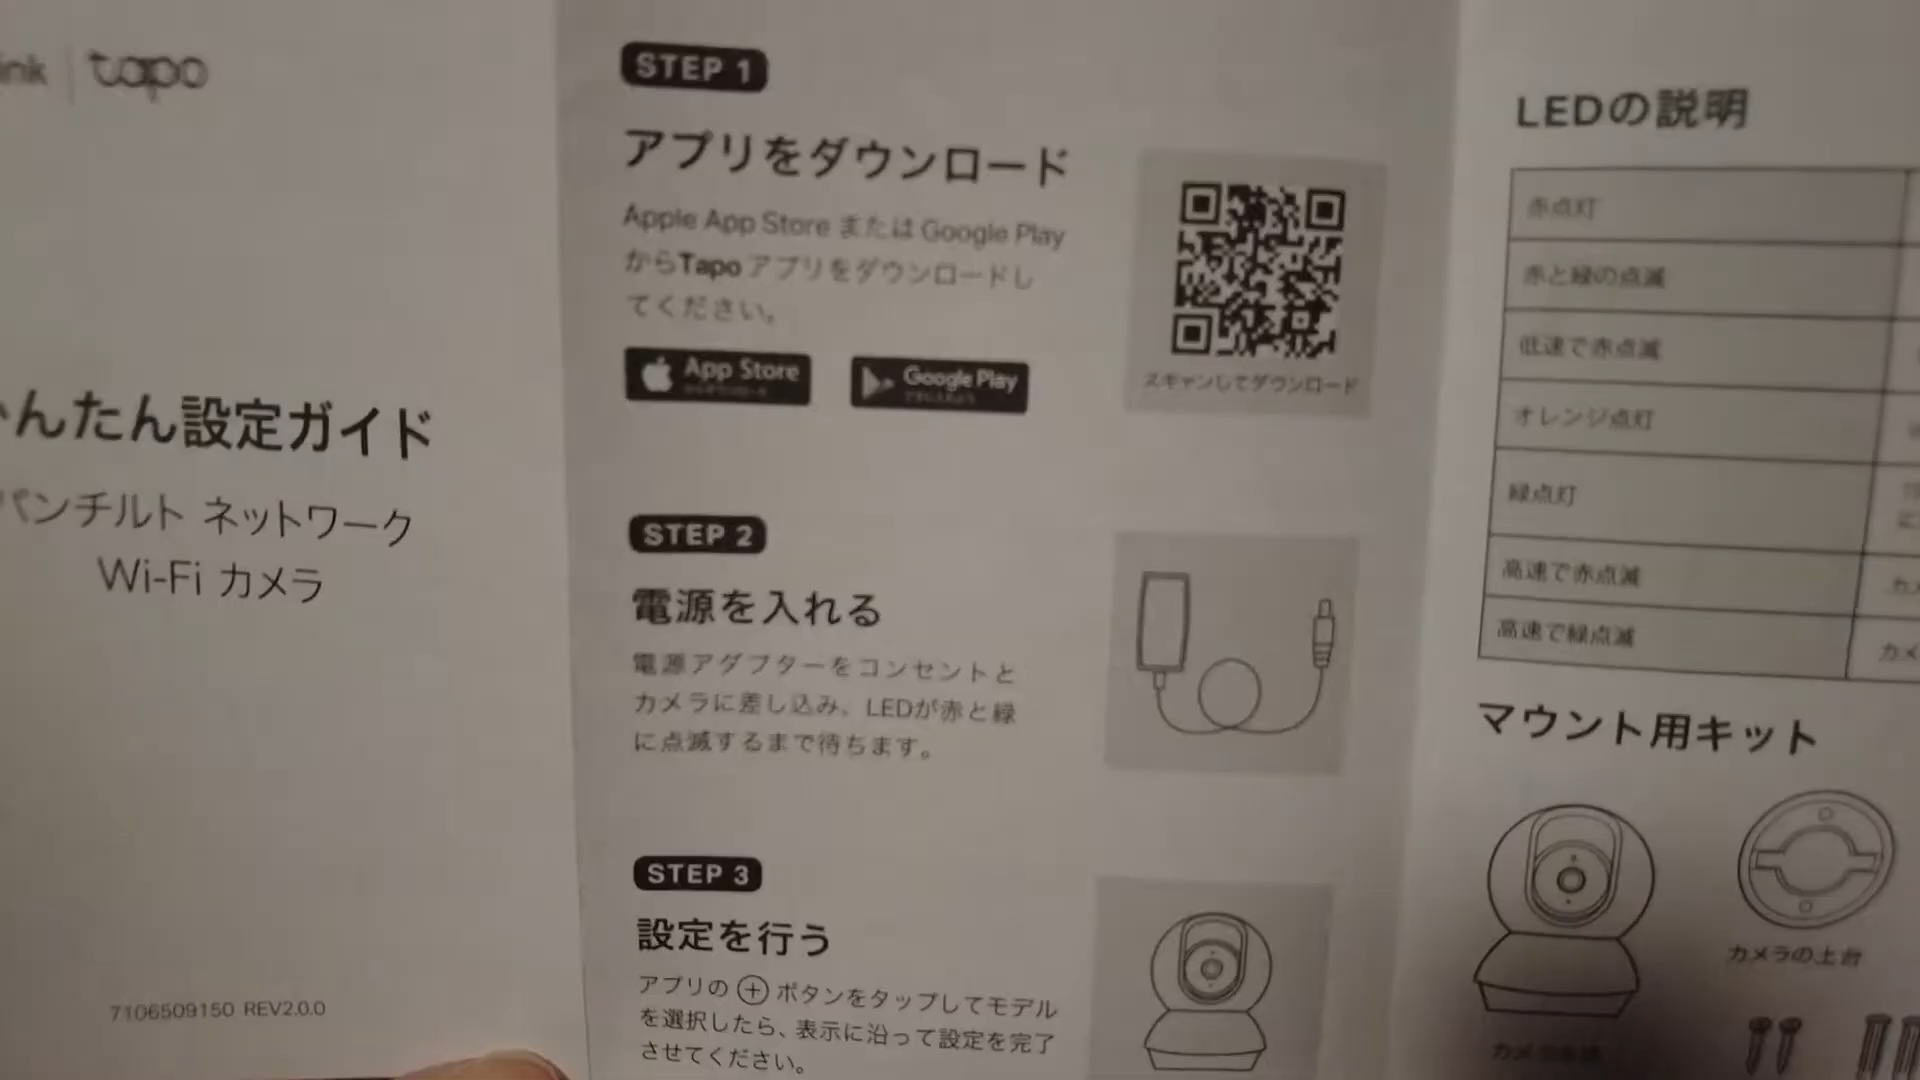 ink | tapo
かんたん設定ガイド
パンチルト ネットワーク
Wi-Fi カメラ
7106509150 REV2.0.0
STEP 1
アプリをダウンロード
Apple App Store または Google Play
からTapo アプリをダウンロードし
てください。
App Store
Google Play
スキャンしてダウンロード
STEP 2
電源を入れる
電源アダプターをコンセントと
カメラに差し込み、LEDが赤と緑
に点滅するまで待ちます。
STEP 3
設定を行う
アプリの ＋ ボタンをタップしてモデル
を選択したら、表示に沿って設定を完了
させてください。
LEDの説明
赤点灯
赤と緑の点滅
低速で赤点滅
オレンジ点灯
緑点灯
高速で赤点滅
高速で緑点滅
カメ
マウント用キット
カメラの上台